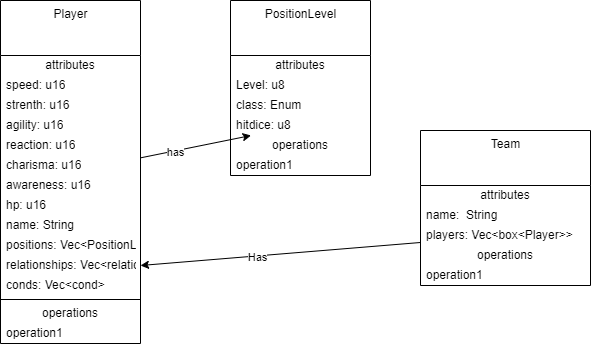 Player
attributes
speed: u16
strenth: u16
agility: u16
reaction: u16
charisma: u16
awareness: u16
hp: u16
name: String
positions: Vec<PositionL
relationships: Vec<relatic
conds: Vec<cond>
operations
operation1
has
PositionLevel
attributes
Level: u8
class: Enum
hitdice: u8
operations
operation1
Has
Team
attributes
name:  String
players: Vec<box<Player>>
operations
operation1